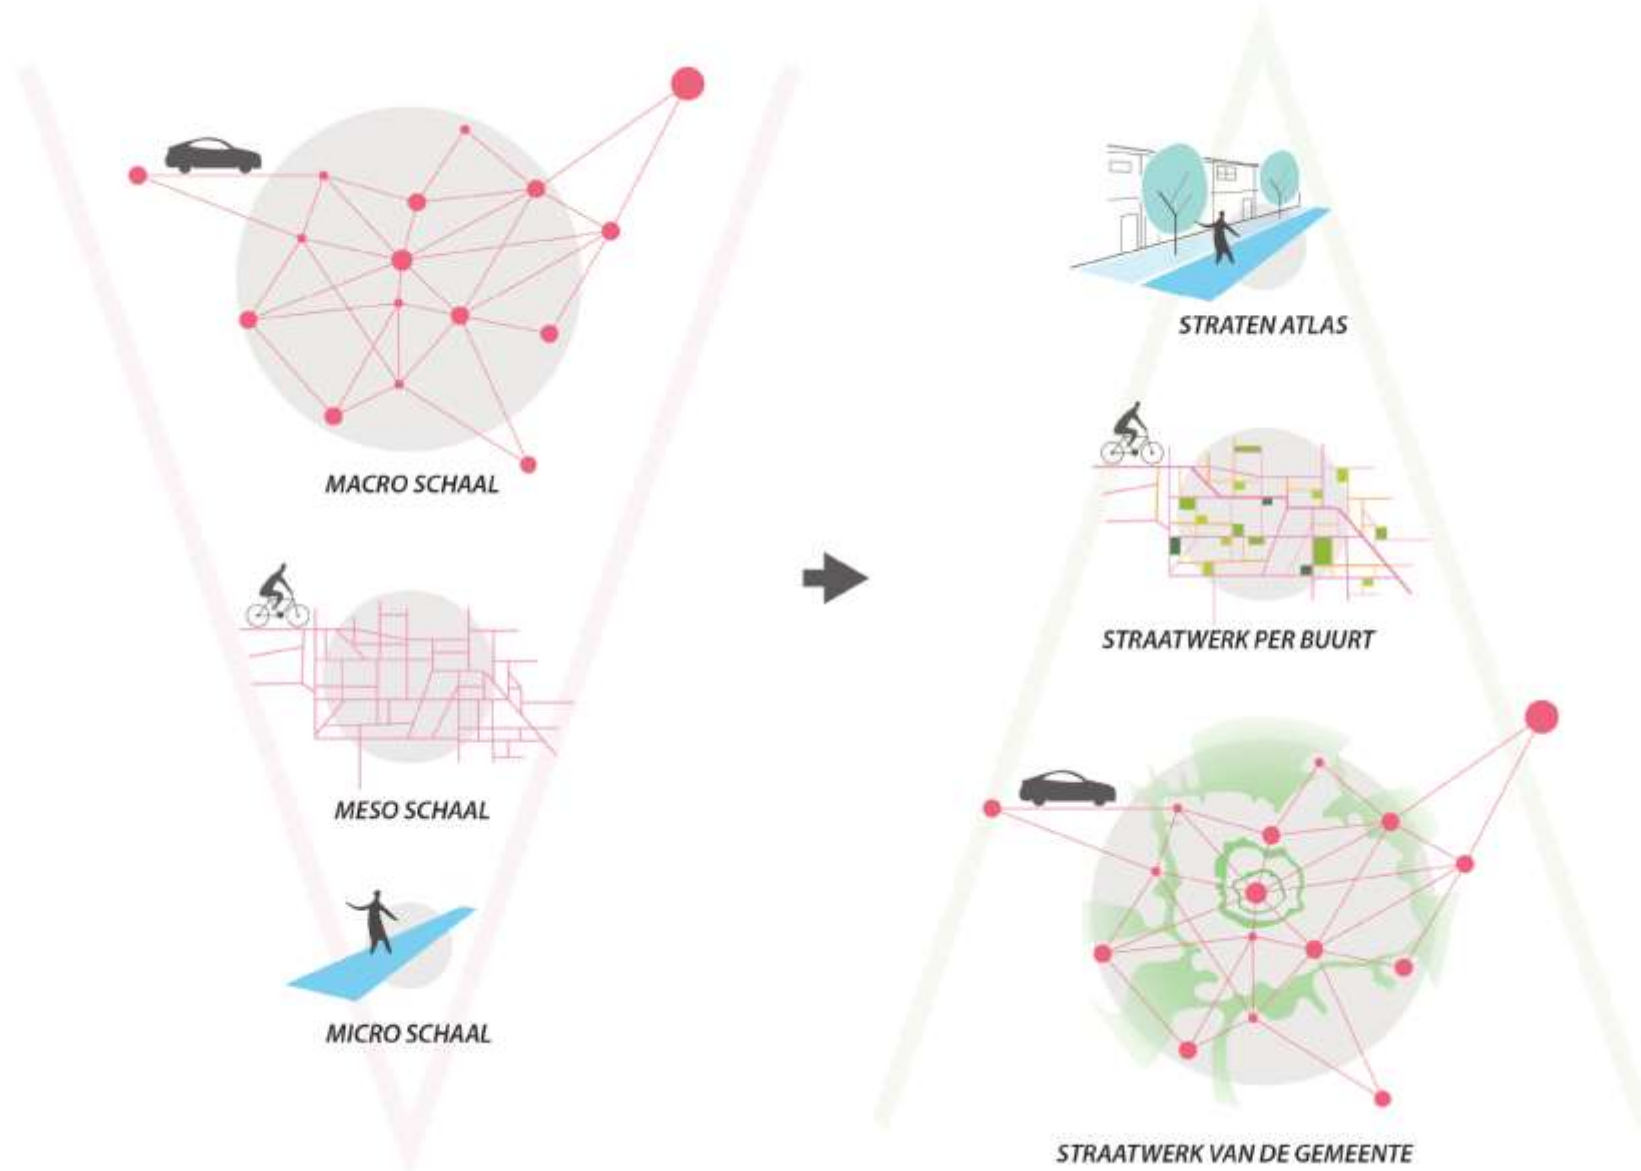 MACRO SCHAAL
MESO SCHAAL
MICRO SCHAAL
STRATEN ATLAS
STRAATWERK PER BUURT
STRAATWERK VAN DE GEMEENTE